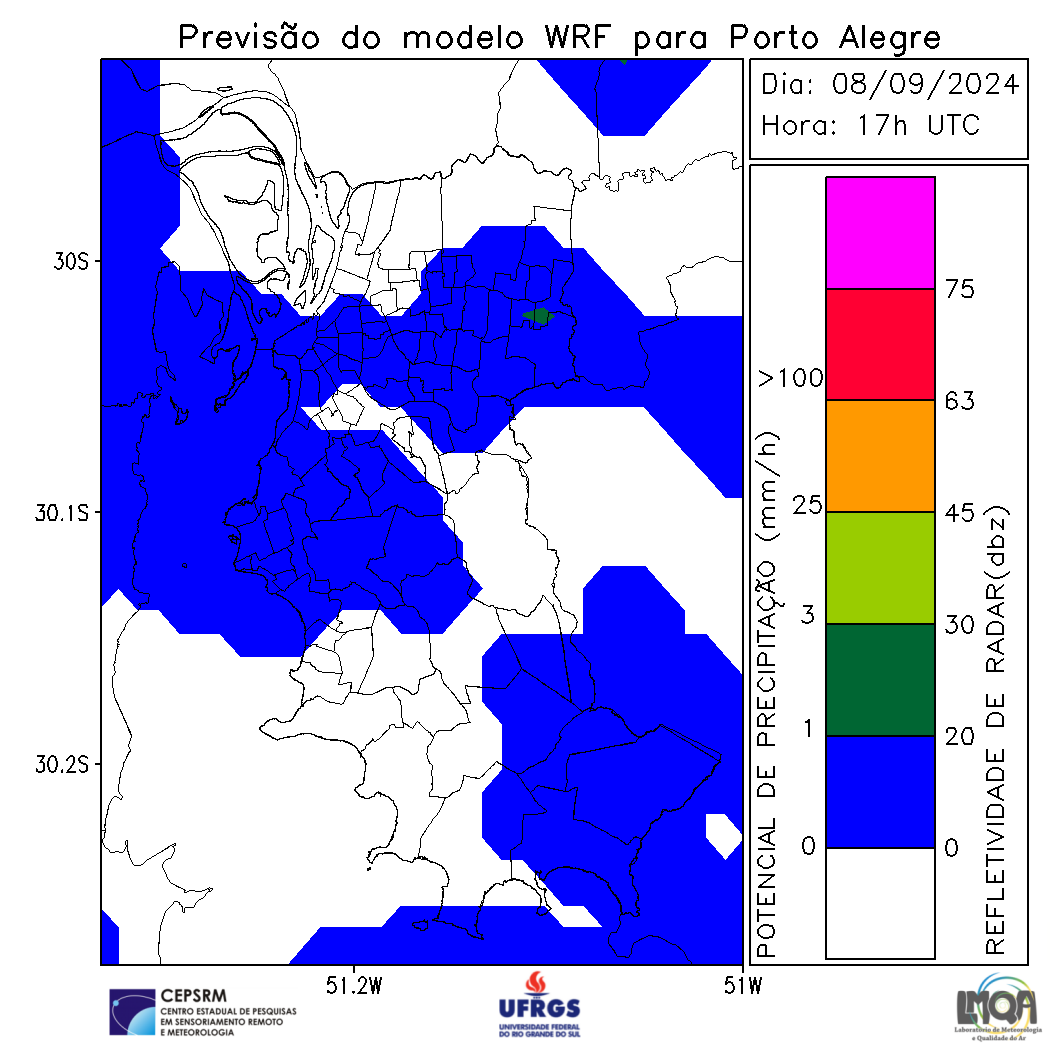 Previsão do modelo WRF para Porto Alegre
Dia: 08/09/2024
Hora: 17h UTC
30S
30.1S
30.2S
51.2W
51W
POTENCIAL DE PRECIPITAÇÃO (mm/h)
>100
25
3
1
0
75
63
45
30
20
0
REFLETIVIDADE DE RADAR(dbz)
CEPSRM
CENTRO ESTADUAL DE PESQUISAS
EM SENSORIAMENTO REMOTO
E METEOROLOGIA
UFRGS
UNIVERSIDADE FEDERAL
DO RIO GRANDE DO SUL
LMQA
Laboratório de Meteorologia
e Qualidade do Ar